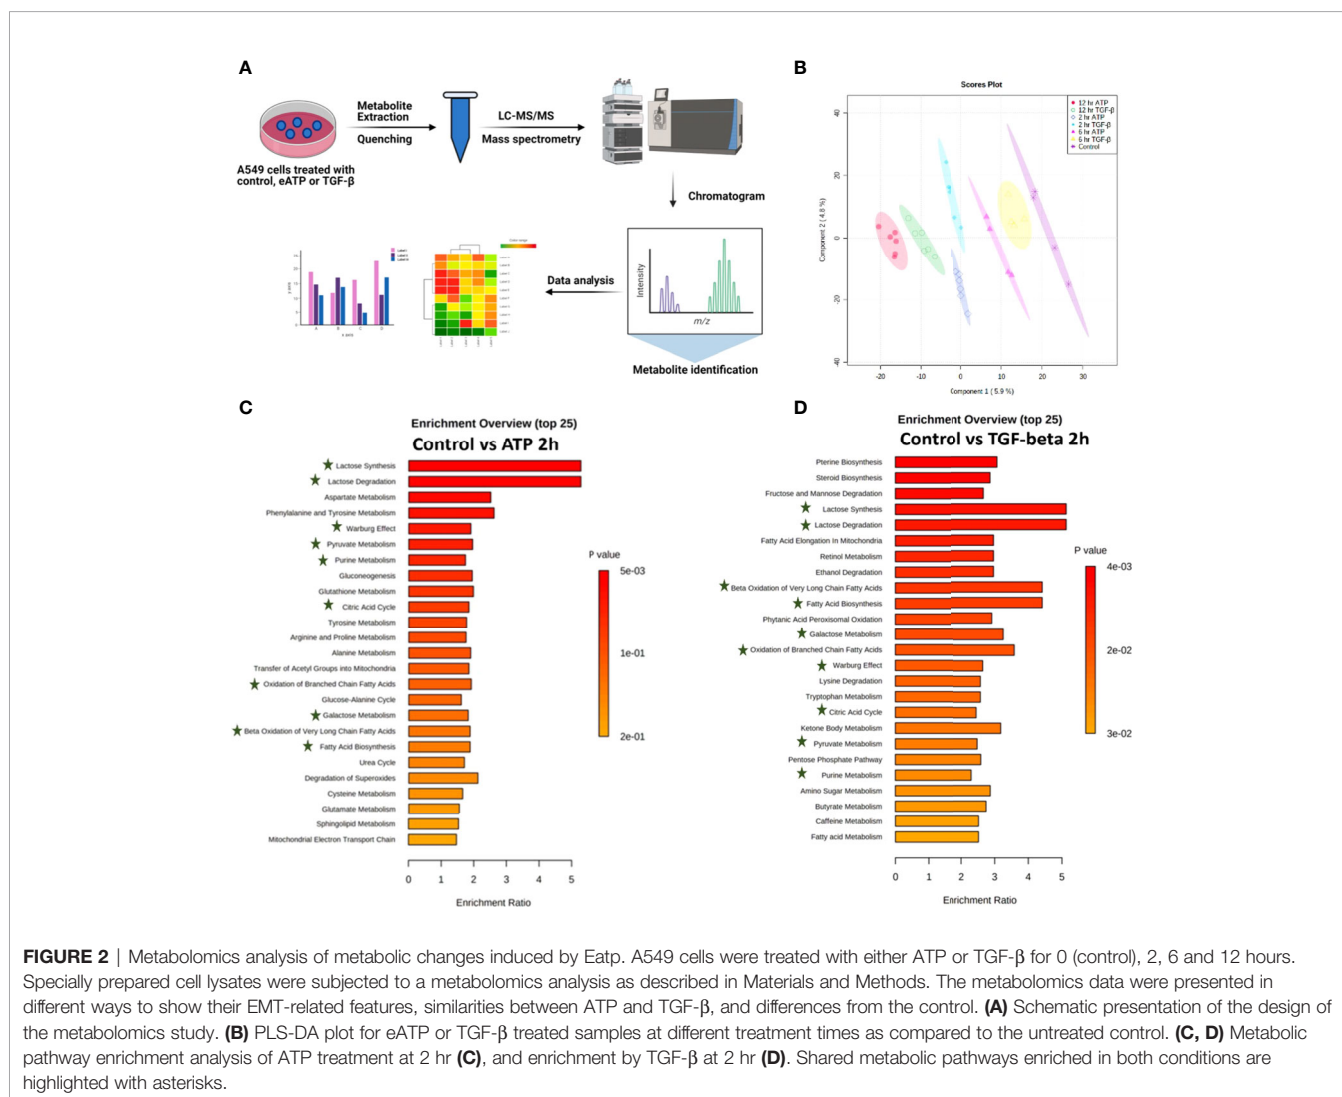 A
Metabolite
Extraction
Quenching
LC-MS/MS
Mass spectrometry
A549 cells treated with
control, eATP or TGF-β
Chromatogram
Intensity
m/z
Data analysis
Metabolite identification
B
Scores Plot
12 hr ATP
12 hr TGF-β
2 hr ATP
2 hr TGF-β
6 hr ATP
6 hr TGF-β
Control
Component 2 ( 4.8 %)
40
20
0
-20
-40
-20 -10 0 10 20 30
Component 1 ( 5.9 %)
C
Enrichment Overview (top 25)
Control vs ATP 2h
Lactose Synthesis
Lactose Degradation
Aspartate Metabolism
Phenylalanine and Tyrosine Metabolism
Warburg Effect
Pyruvate Metabolism
Purine Metabolism
Gluconeogenesis
Glutathione Metabolism
Citric Acid Cycle
Tyrosine Metabolism
Arginine and Proline Metabolism
Alanine Metabolism
Transfer of Acetyl Groups into Mitochondria
Oxidation of Branched Chain Fatty Acids
Glucose-Alanine Cycle
Galactose Metabolism
Beta Oxidation of Very Long Chain Fatty Acids
Fatty Acid Biosynthesis
Urea Cycle
Degradation of Superoxides
Cysteine Metabolism
Glutamate Metabolism
Sphingolipid Metabolism
Mitochondrial Electron Transport Chain
0 1 2 3 4 5
Enrichment Ratio
P value
5e-03
1e-01
2e-01
D
Enrichment Overview (top 25)
Control vs TGF-beta 2h
Pterine Biosynthesis
Steroid Biosynthesis
Fructose and Mannose Degradation
Lactose Synthesis
Lactose Degradation
Fatty Acid Elongation In Mitochondria
Retinol Metabolism
Ethanol Degradation
Beta Oxidation of Very Long Chain Fatty Acids
Fatty Acid Biosynthesis
Phytanic Acid Peroxisomal Oxidation
Galactose Metabolism
Oxidation of Branched Chain Fatty Acids
Warburg Effect
Lysine Degradation
Tryptophan Metabolism
Citric Acid Cycle
Ketone Body Metabolism
Pyruvate Metabolism
Pentose Phosphate Pathway
Purine Metabolism
Amino Sugar Metabolism
Butyrate Metabolism
Caffeine Metabolism
Fatty acid Metabolism
0 1 2 3 4 5
Enrichment Ratio
P value
4e-03
2e-02
3e-02
FIGURE 2 | Metabolomics analysis of metabolic changes induced by Eatp. A549 cells were treated with either ATP or TGF-β for 0 (control), 2, 6 and 12 hours.
Specially prepared cell lysates were subjected to a metabolomics analysis as described in Materials and Methods. The metabolomics data were presented in
different ways to show their EMT-related features, similarities between ATP and TGF-β, and differences from the control. (A) Schematic presentation of the design of
the metabolomics study. (B) PLS-DA plot for eATP or TGF-β treated samples at different treatment times as compared to the untreated control. (C, D) Metabolic
pathway enrichment analysis of ATP treatment at 2 hr (C), and enrichment by TGF-β at 2 hr (D). Shared metabolic pathways enriched in both conditions are
highlighted with asterisks.